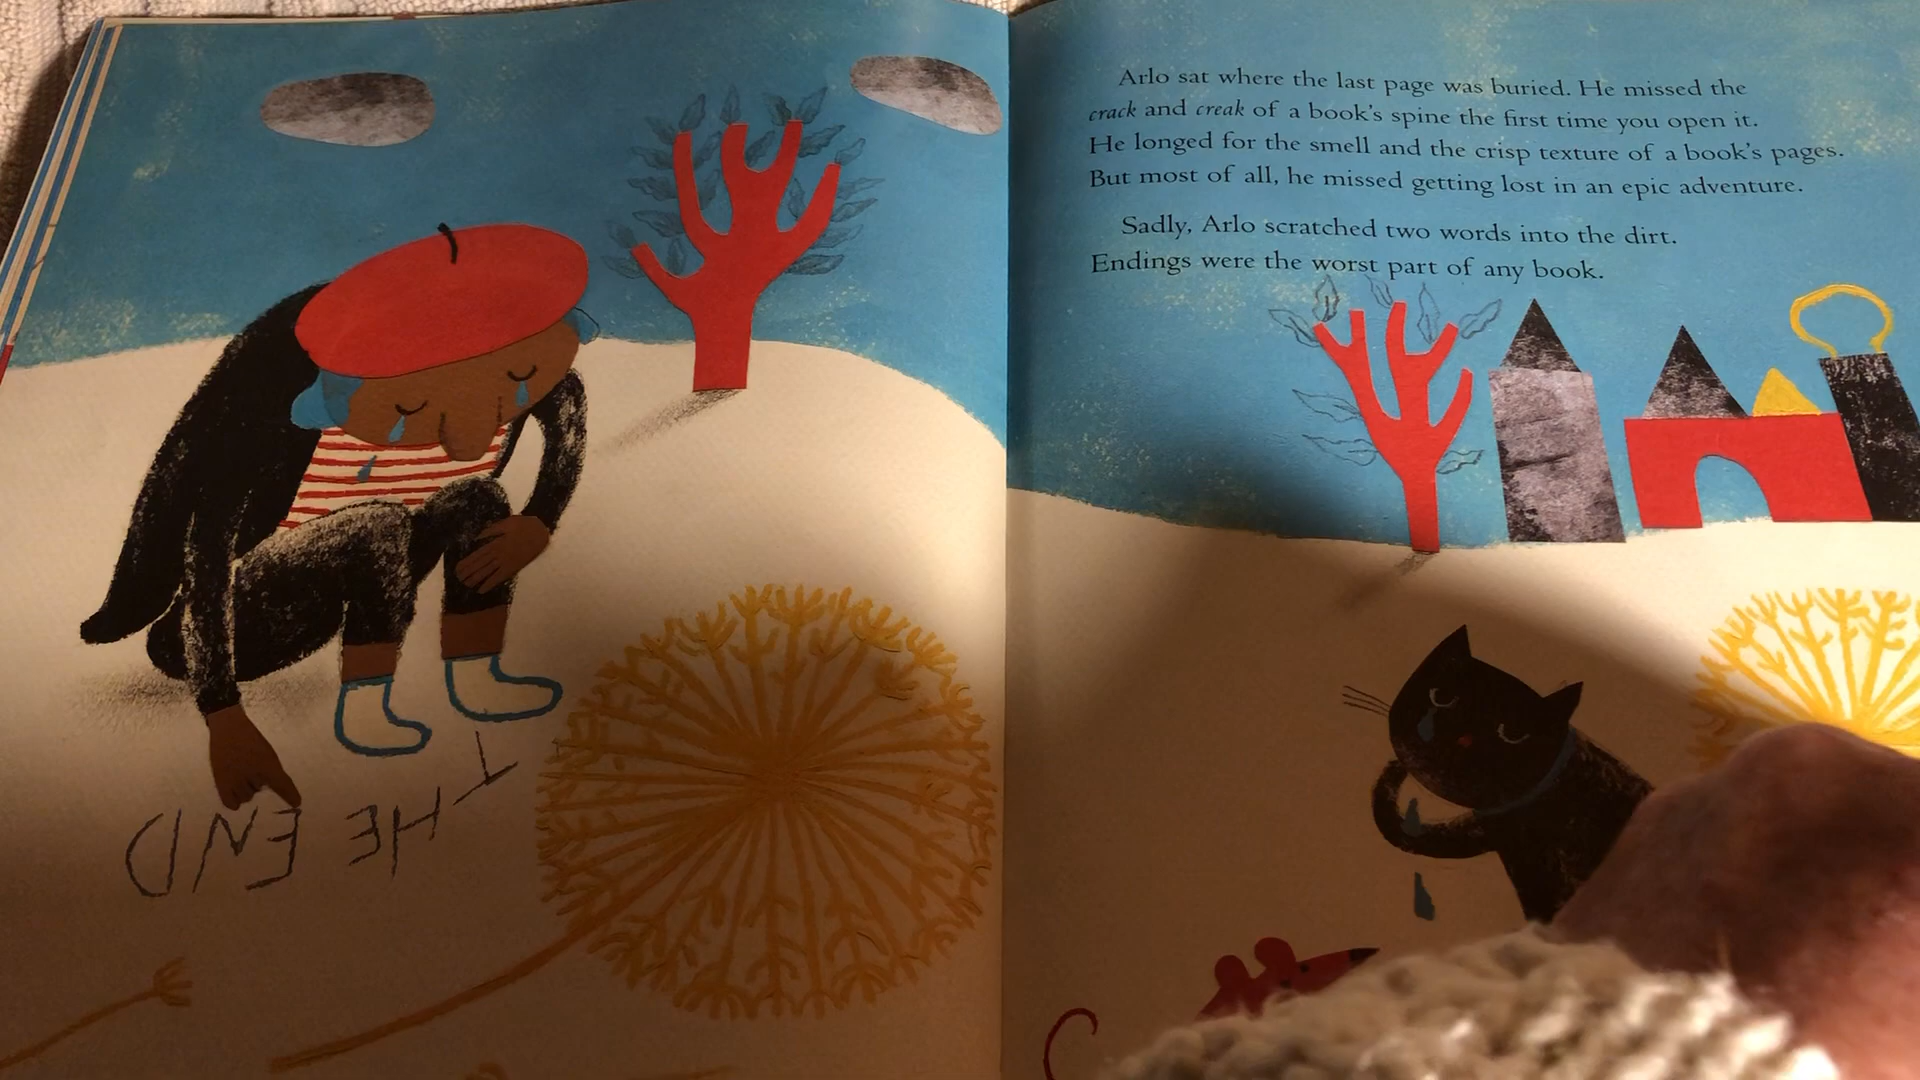 Arlo sat where the last page was buried. He missed the
crack and creak of a book's spine the first time you open it.
He longed for the smell and the crisp texture of a book's pages.
But most of all, he missed getting lost in an epic adventure.
Sadly, Arlo scratched two words into the dirt.
Endings were the worst part of any book.
THE END